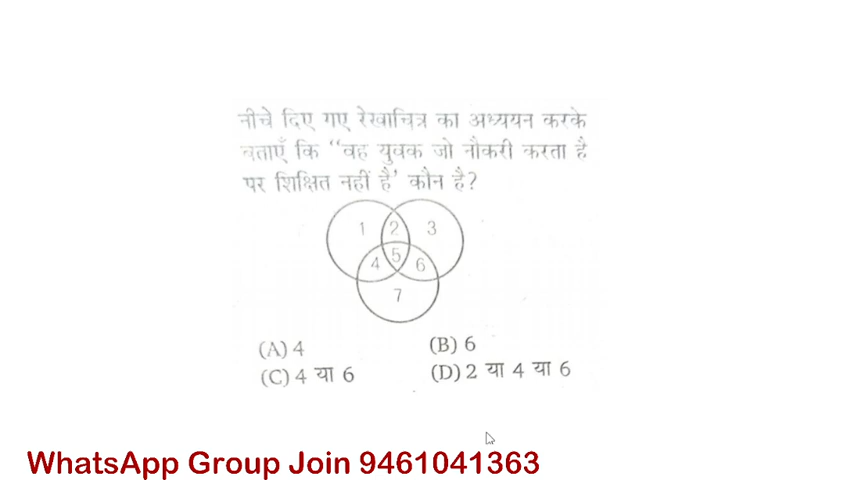 नीचे दिए गए रेखाचित्र का अध्ययन करके
बताएँ कि “वह युवक जो नौकरी करता है
पर शिक्षित नहीं है’ कौन है?
1 2 3
4 5 6
7
(A) 4 (B) 6
(C) 4 या 6 (D) 2 या 4 या 6
WhatsApp Group Join 9461041363